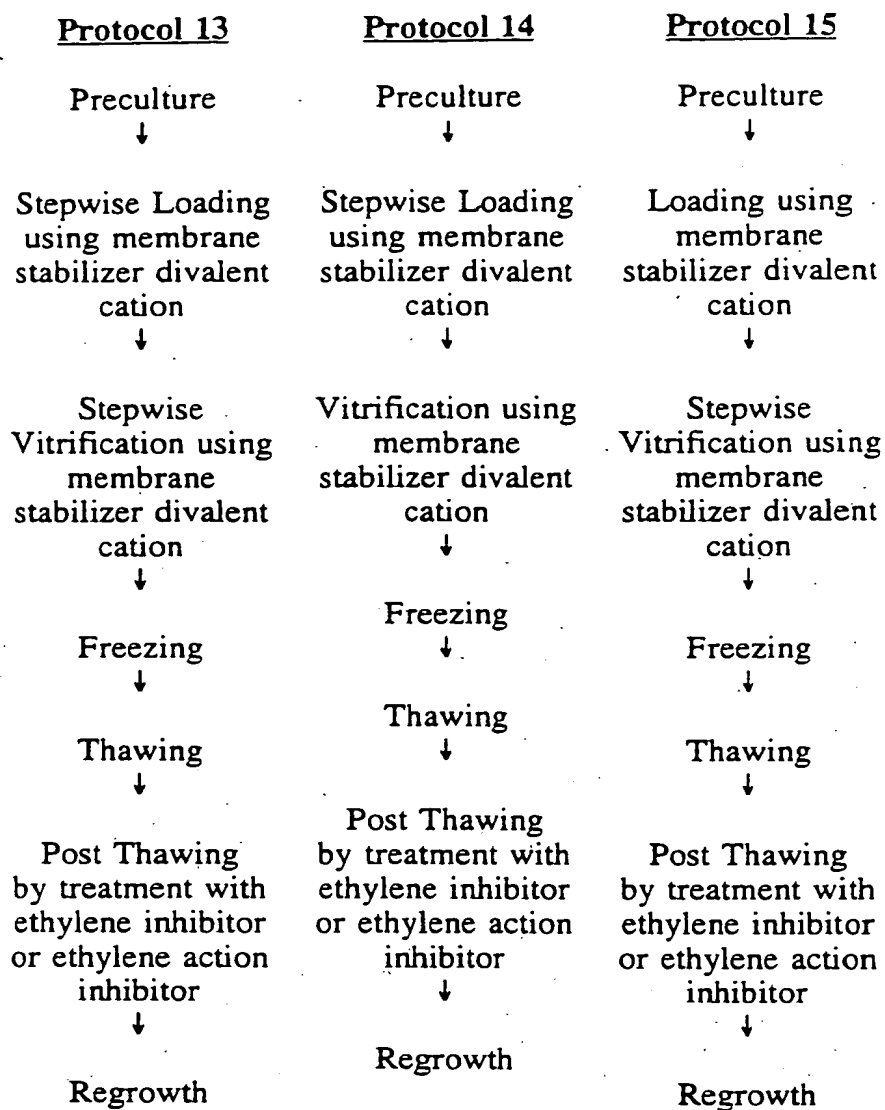 Protocol 13
Preculture
↓
Stepwise Loading
using membrane
stabilizer divalent
cation
↓
Stepwise
Vitrification using
membrane
stabilizer divalent
cation
↓
Freezing
↓
Thawing
↓
Post Thawing
by treatment with
ethylene inhibitor
or ethylene action
inhibitor
↓
Regrowth
Protocol 14
Preculture
↓
Stepwise Loading
using membrane
stabilizer divalent
cation
↓
Vitrification using
membrane
stabilizer divalent
cation
↓
Freezing
↓
Thawing
↓
Post Thawing
by treatment with
ethylene inhibitor
or ethylene action
inhibitor
↓
Regrowth
Protocol 15
Preculture
↓
Loading using
membrane
stabilizer divalent
cation
↓
Stepwise
Vitrification using
membrane
stabilizer divalent
cation
↓
Freezing
↓
Thawing
↓
Post Thawing
by treatment with
ethylene inhibitor
or ethylene action
inhibitor
↓
Regrowth